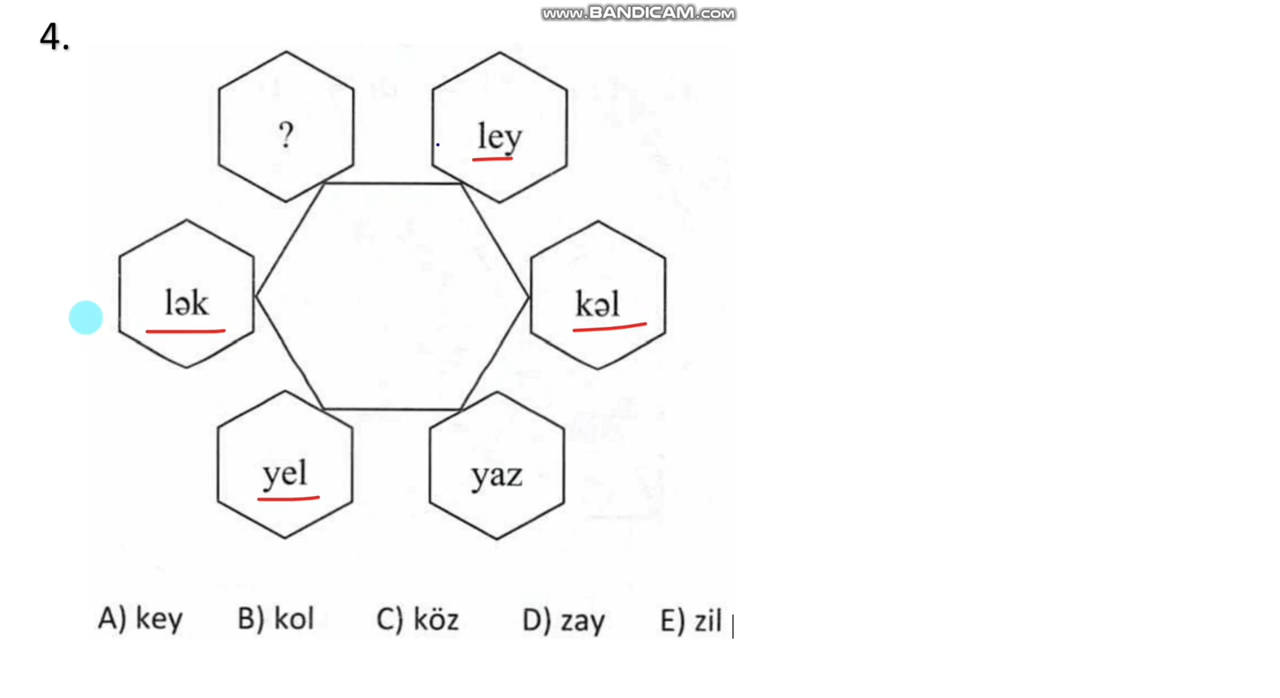 www.BANDICAM.com
4.
? ley
lək kəl
yel yaz
A) key B) kol C) köz D) zay E) zil